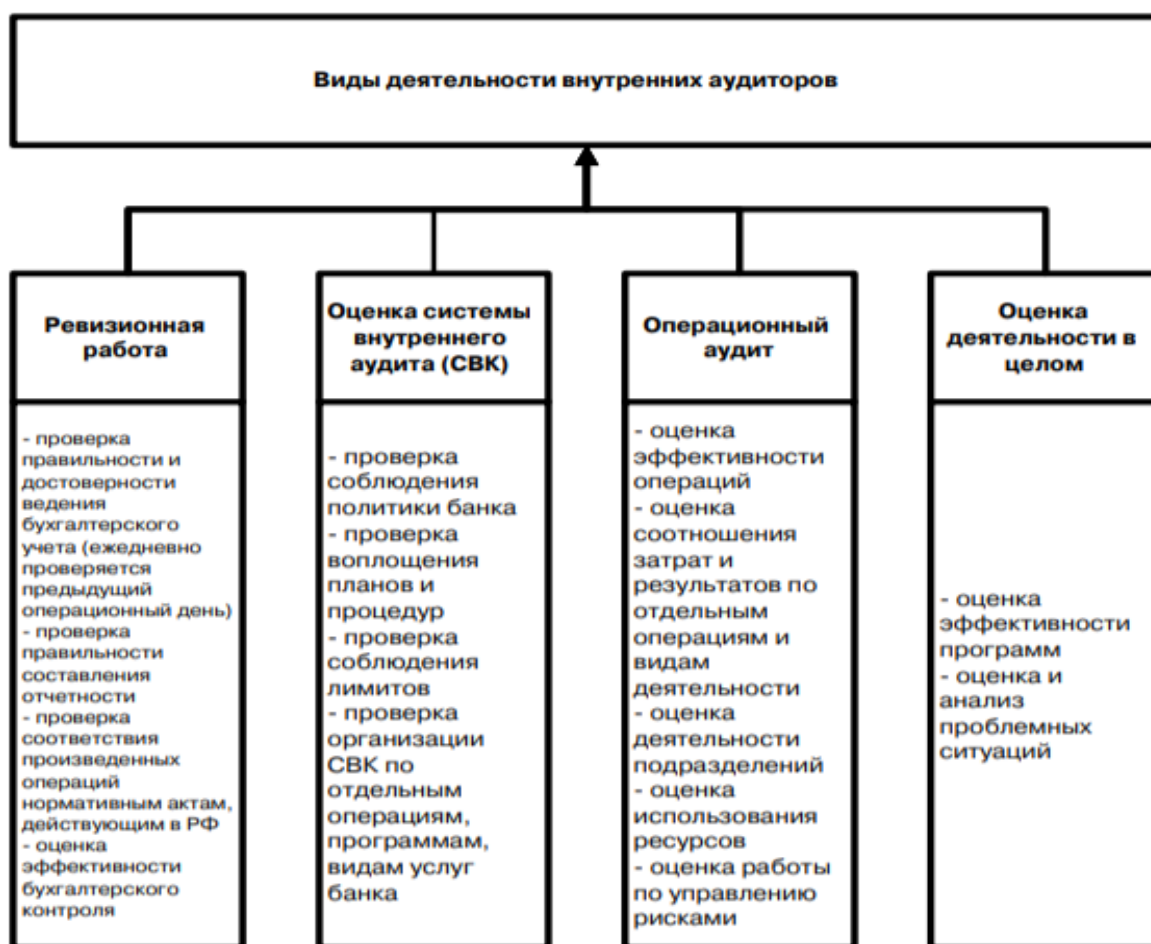 Виды деятельности внутренних аудиторов
Ревизионная
работа
- проверка
правильности и
достоверности
ведения
бухгалтерского
учета (ежедневно
проверяется
предыдущий
операционный день)
- проверка
правильности
составления
отчетности
- проверка
соответствия
произведенных
операций
нормативным актам,
действующим в РФ
- оценка
эффективности
бухгалтерского
контроля
Оценка системы
внутреннего
аудита (СВК)
- проверка
соблюдения
политики банка
- проверка
воплощения
планов и
процедур
- проверка
соблюдения
лимитов
- проверка
организации
СВК по
отдельным
операциям,
программам,
видам услуг
банка
Операционный
аудит
- оценка
эффективности
операций
- оценка
соотношения
затрат и
результатов по
отдельным
операциям и
видам
деятельности
- оценка
деятельности
подразделений
- оценка
использования
ресурсов
- оценка работы
по управлению
рисками
Оценка
деятельности в
целом
- оценка
эффективности
программ
- оценка и
анализ
проблемных
ситуаций